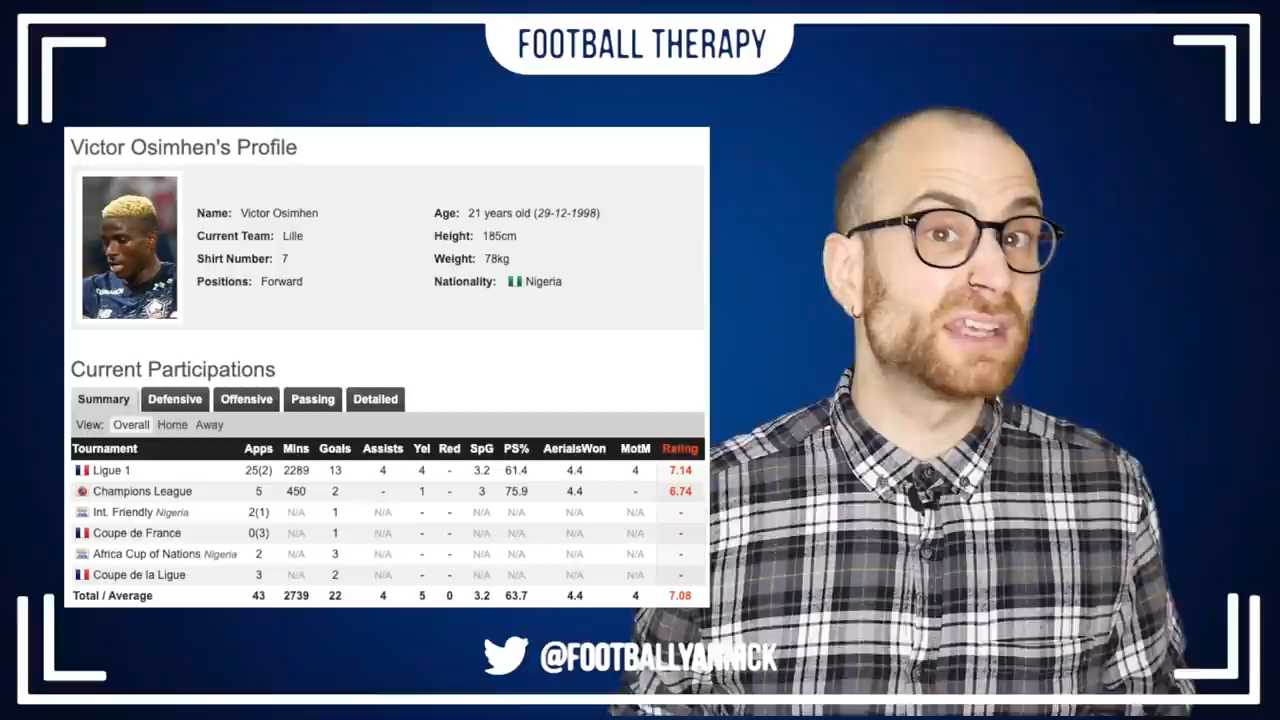 FOOTBALL THERAPY
Victor Osimhen's Profile
Name: Victor Osimhen Age: 21 years old (29-12-1998)
Current Team: Lille Height: 185cm
Shirt Number: 7 Weight: 78kg
Positions: Forward Nationality: Nigeria
Current Participations
Summary Defensive Offensive Passing Detailed
View: Overall Home Away
Tournament Apps Mins Goals Assists Yel Red SpG PS% AerialsWon MotM Rating
Ligue 1 25(2) 2289 13 4 4 - 3.2 61.4 4.4 4 7.14
Champions League 5 450 2 - 1 - 3 75.9 4.4 - 6.74
Int. Friendly Nigeria 2(1) N/A 1 N/A - - N/A N/A N/A N/A -
Coupe de France 0(3) N/A 1 N/A - - N/A N/A N/A N/A -
Africa Cup of Nations Nigeria 2 N/A 3 N/A - - N/A N/A N/A N/A -
Coupe de la Ligue 3 N/A 2 N/A - - N/A N/A N/A N/A -
Total / Average 43 2739 22 4 5 0 3.2 63.7 4.4 4 7.08
@FOOTBALLYANNICK